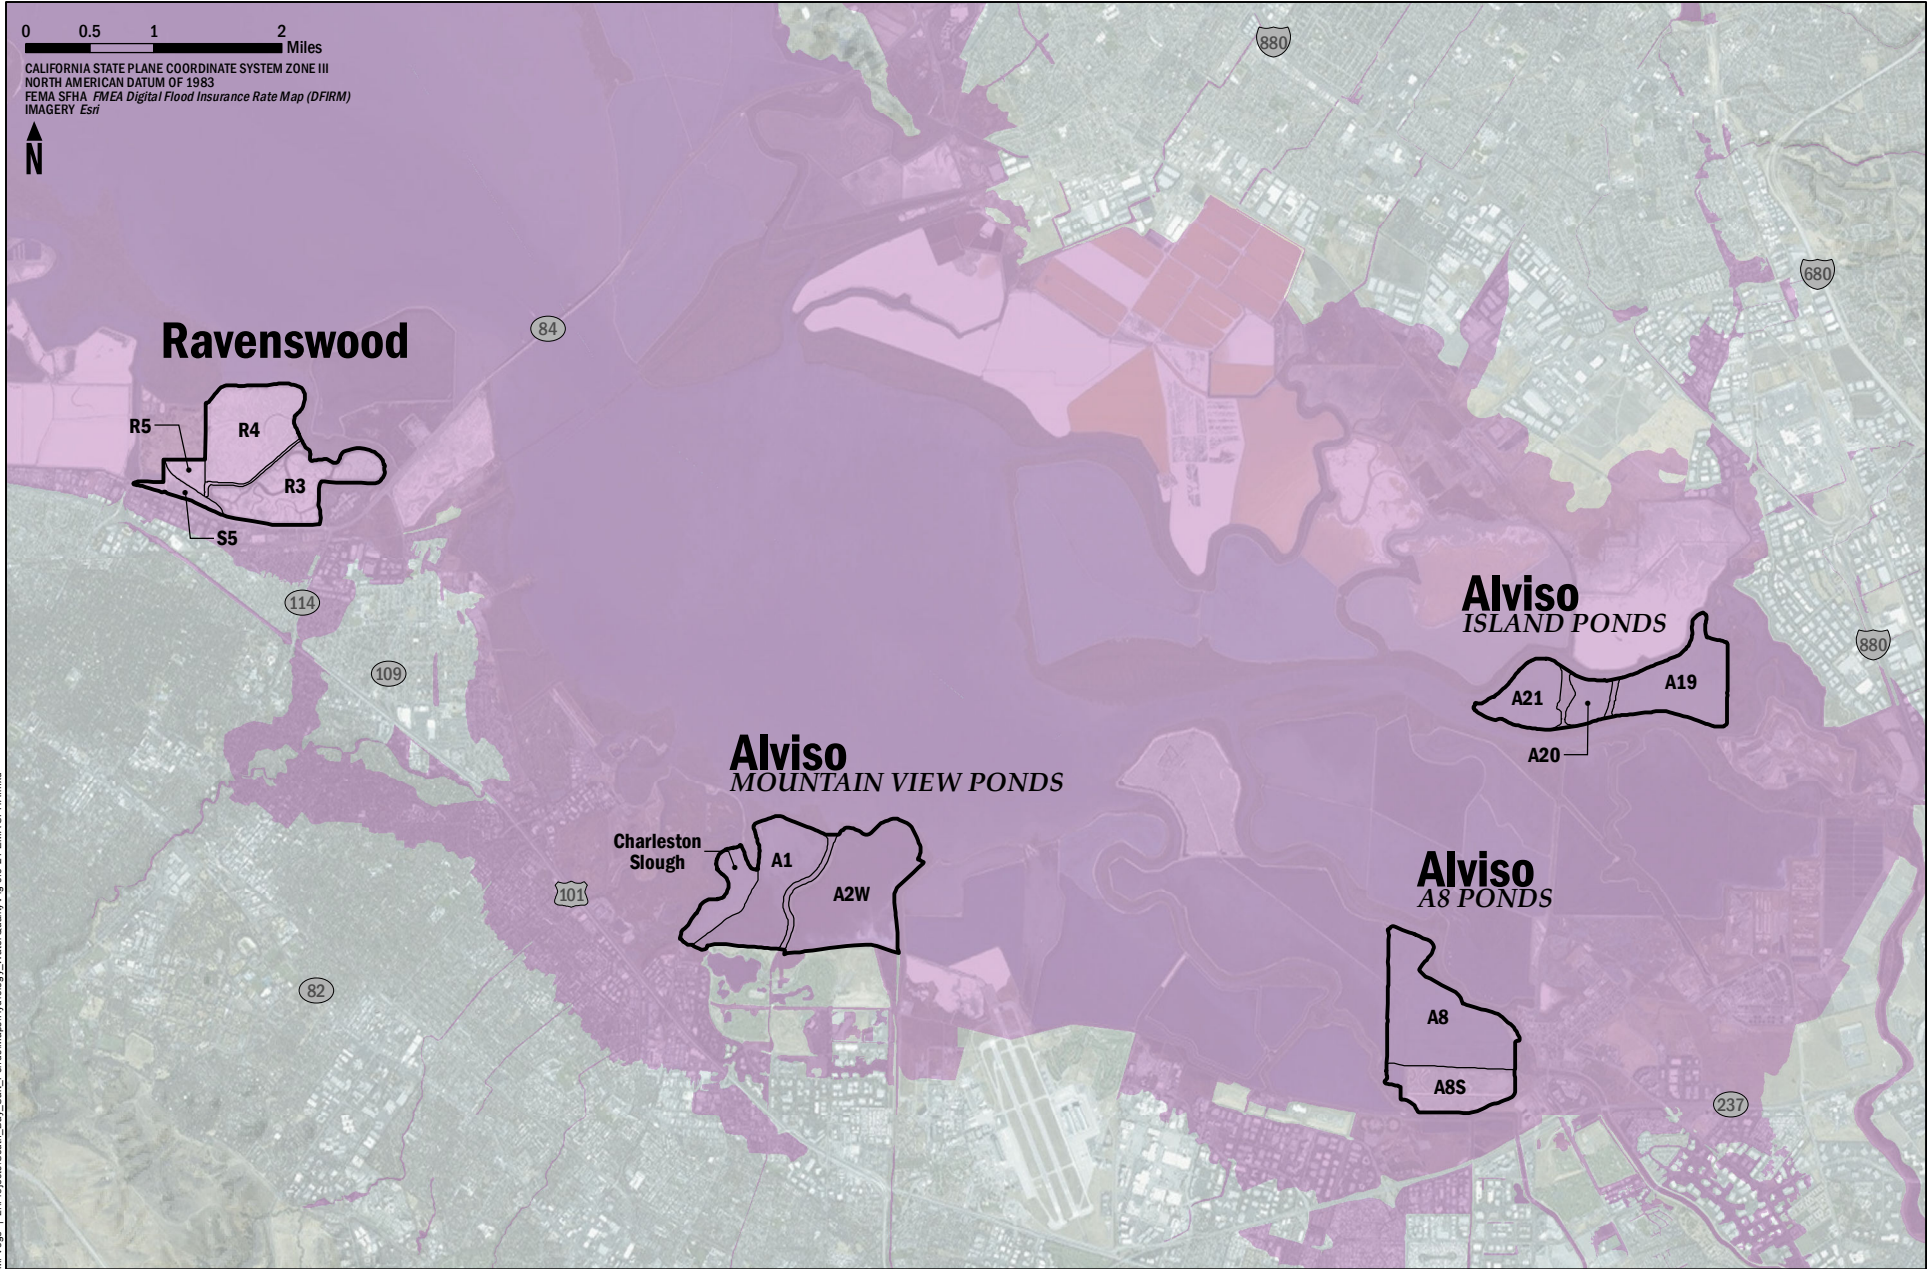 0 0.5 1 2
Miles
CALIFORNIA STATE PLANE COORDINATE SYSTEM ZONE III
NORTH AMERICAN DATUM OF 1983
FEMA SFHA FMEA Digital Flood Insurance Rate Map (DFIRM)
IMAGERY Esri
N
880
680
84
Ravenswood
R5
R4
R3
S5
114
109
Alviso
ISLAND PONDS
880
A21
A19
A20
Alviso
MOUNTAIN VIEW PONDS
Charleston
Slough
A1
A2W
101
Alviso
A8 PONDS
82
A8
A8S
237